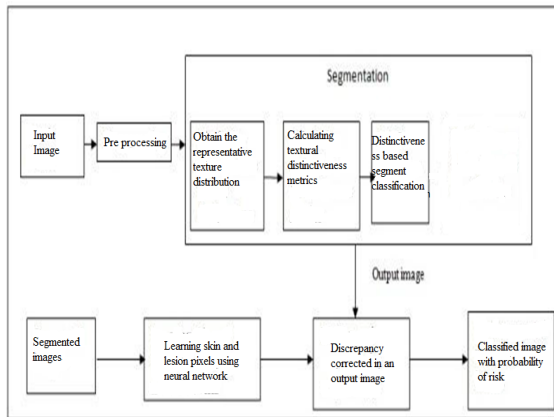 Segmentation
Input
Image
Pre processing
Obtain the
representative
texture
distribution
Calculating
textural
distinctiveness
metrics
Distinctivene
ss based
segment
classification
Output image
Segmented
images
Learning skin and
lesion pixels using
neural network
Discrepancy
corrected in an
output image
Classified image
with probability
of risk